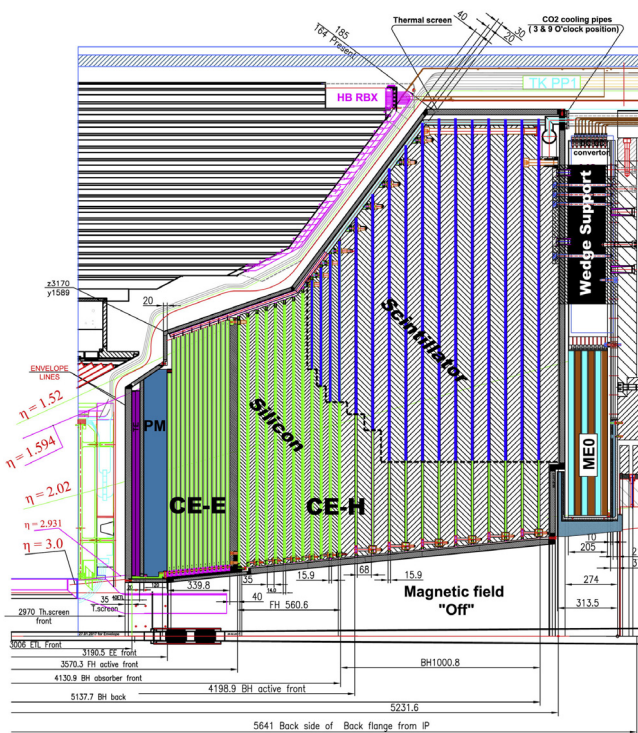 185
164 Present
Thermal screen
40
20
30
CO2 cooling pipes
( 3 & 9 O'clock position)
HB RBX
TK PP1
convertor
Wedge Support
z3170
y1589
20
Scintillator
ENVELOPE
LINES
η = 1.52
η = 1.594
PM
Silicon
η = 2.02
CE-E
CE-H
ME0
η = 2.931
η = 3.0
10
205
339.8
35
15.9
68
15.9
274
35
T.screen
40
FH 560.6
Magnetic field
"Off"
313.5
2970 Th.screen
front
3006 ETL Front
3190.5 EE front
3570.3 FH active front
BH1000.8
4130.9 BH absorber front
4198.9 BH active front
5137.7 BH back
5231.6
5641 Back side of Back flange from IP